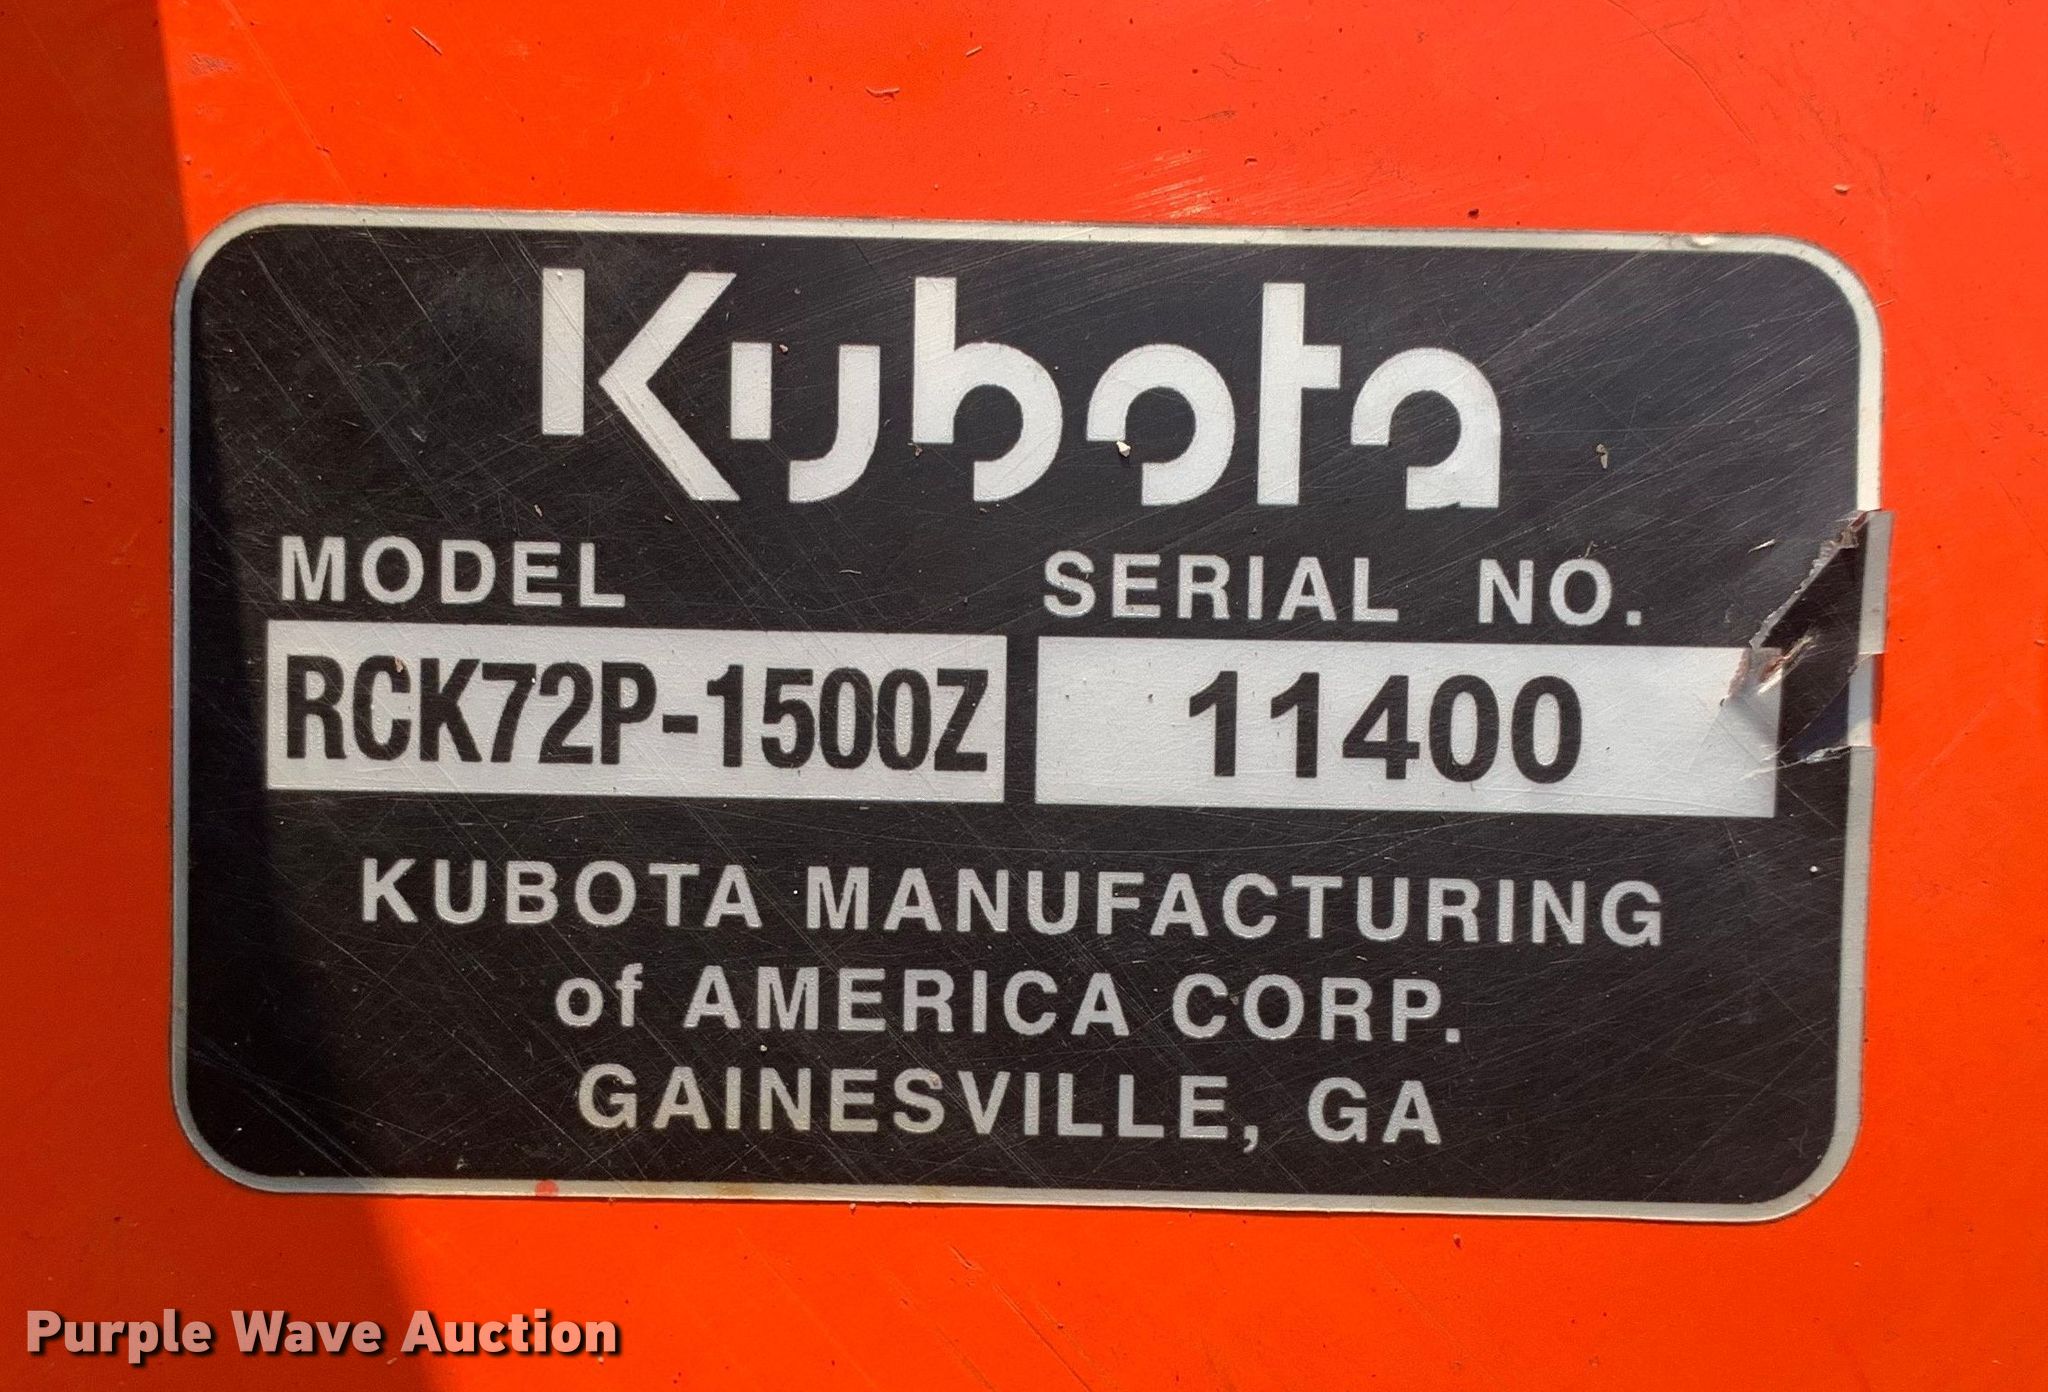 Kubota
MODEL SERIAL NO.
RCK72P-1500Z 11400
KUBOTA MANUFACTURING
of AMERICA CORP.
GAINESVILLE, GA
Purple Wave Auction